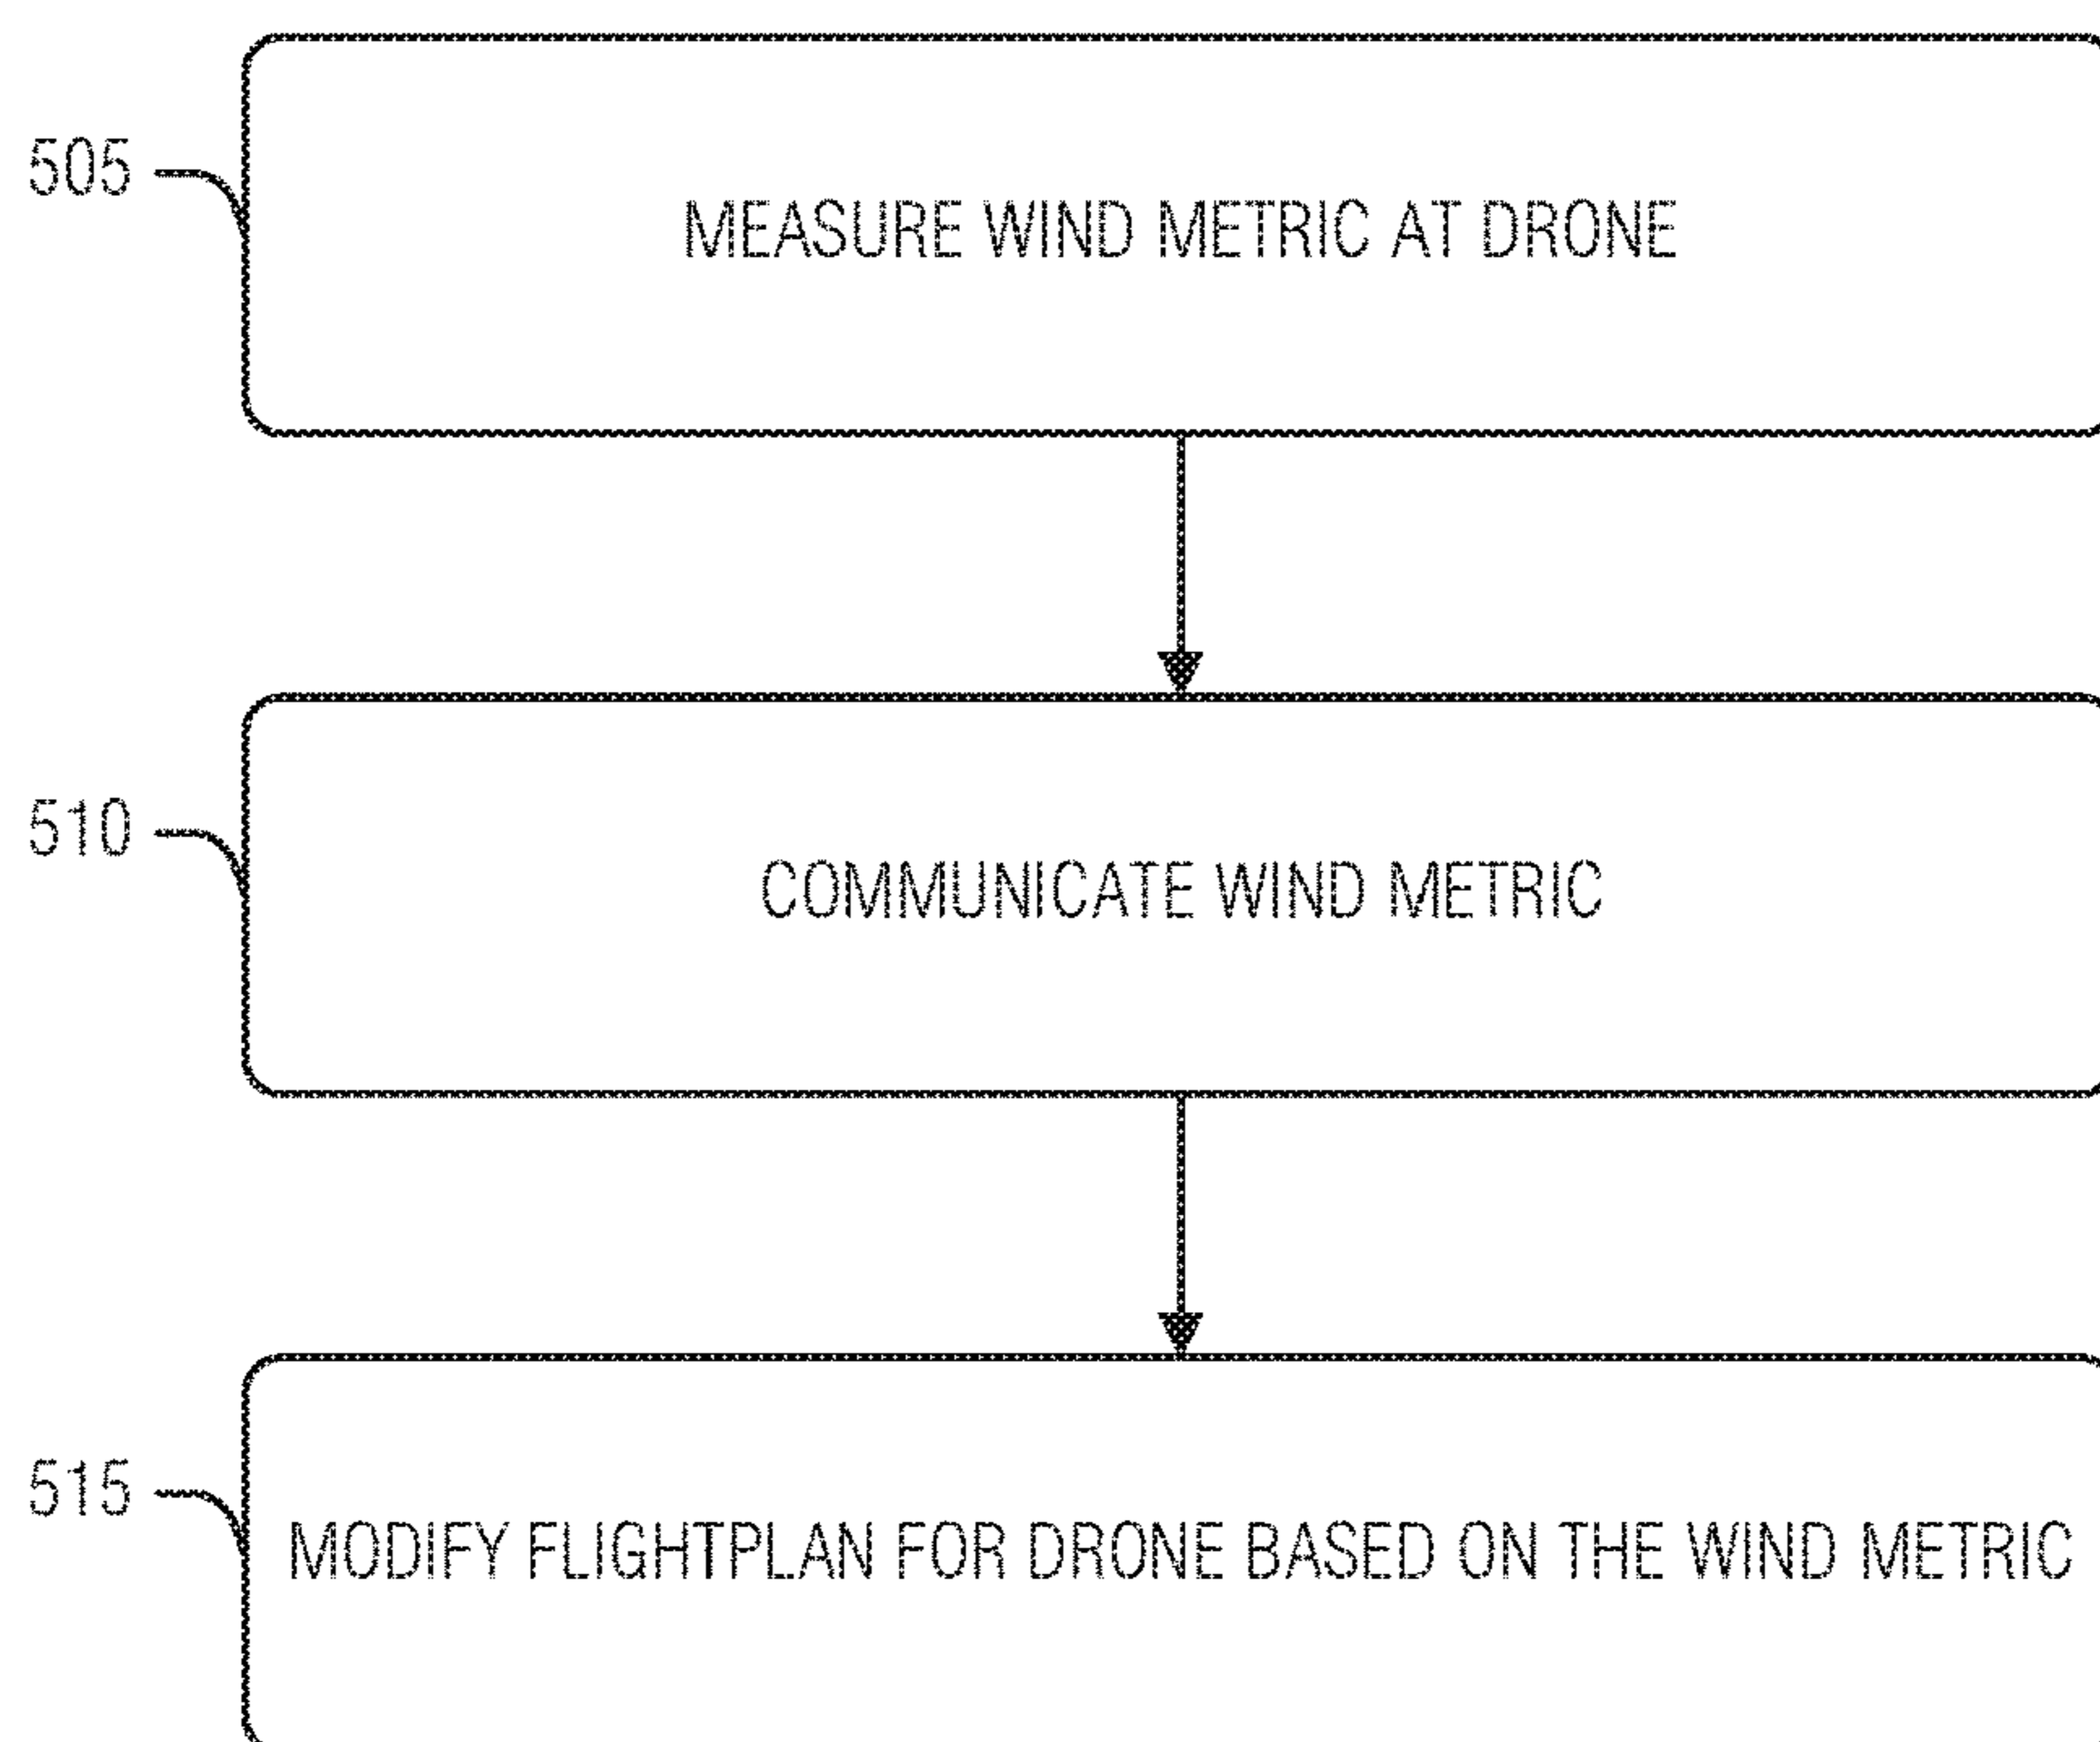 505
MEASURE WIND METRIC AT DRONE
510
COMMUNICATE WIND METRIC
515
MODIFY FLIGHTPLAN FOR DRONE BASED ON THE WIND METRIC